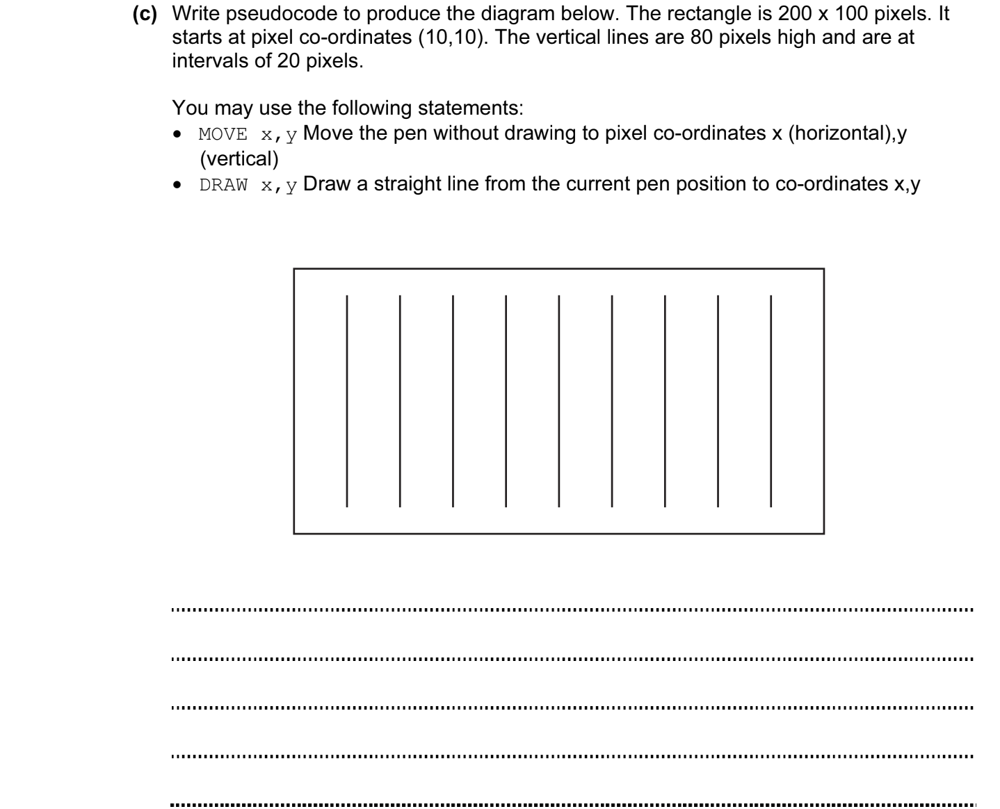 (c) Write pseudocode to produce the diagram below. The rectangle is 200 x 100 pixels. It
starts at pixel co-ordinates (10,10). The vertical lines are 80 pixels high and are at
intervals of 20 pixels.
You may use the following statements:
• MOVE x,y Move the pen without drawing to pixel co-ordinates x (horizontal),y
(vertical)
• DRAW x,y Draw a straight line from the current pen position to co-ordinates x,y